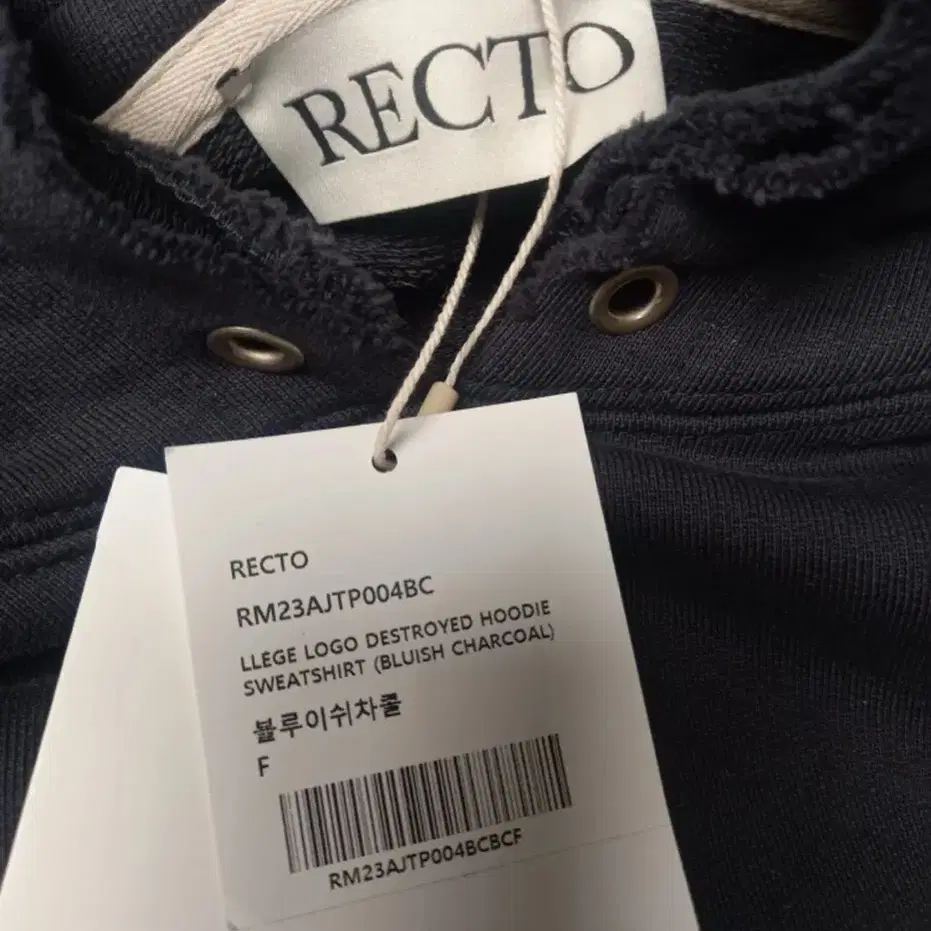 RECTO
RECTO
RM23AJTP004BC
LLEGE LOGO DESTROYED HOODIE
SWEATSHIRT (BLUISH CHARCOAL)
블루이쉬차콜
F
RM23AJTP004BCBCF